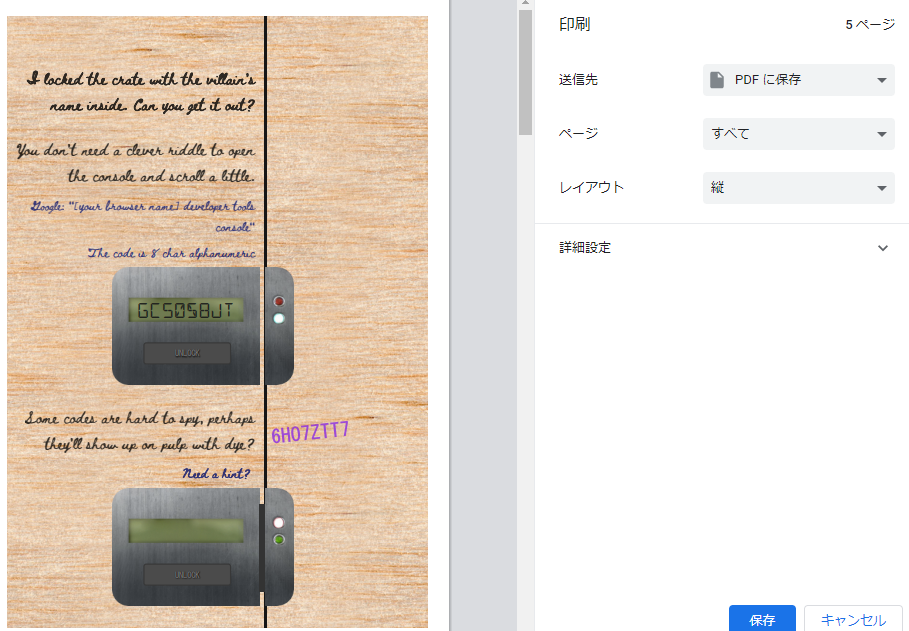 I locked the crate with the villain's
name inside. Can you get it out?
You don't need a clever riddle to open
the console and scroll a little.
Google: "[your browser name] developer tools
console"
The code is 8 char alphanumeric
GCS0S8JT
UNLOCK
Some codes are hard to spy, perhaps
they'll show up on pulp with dye?
6H07ZTT7
Need a hint?
UNLOCK
印刷
5 ページ
送信先
PDF に保存
ページ
すべて
レイアウト
縦
詳細設定
保存
キャンセル